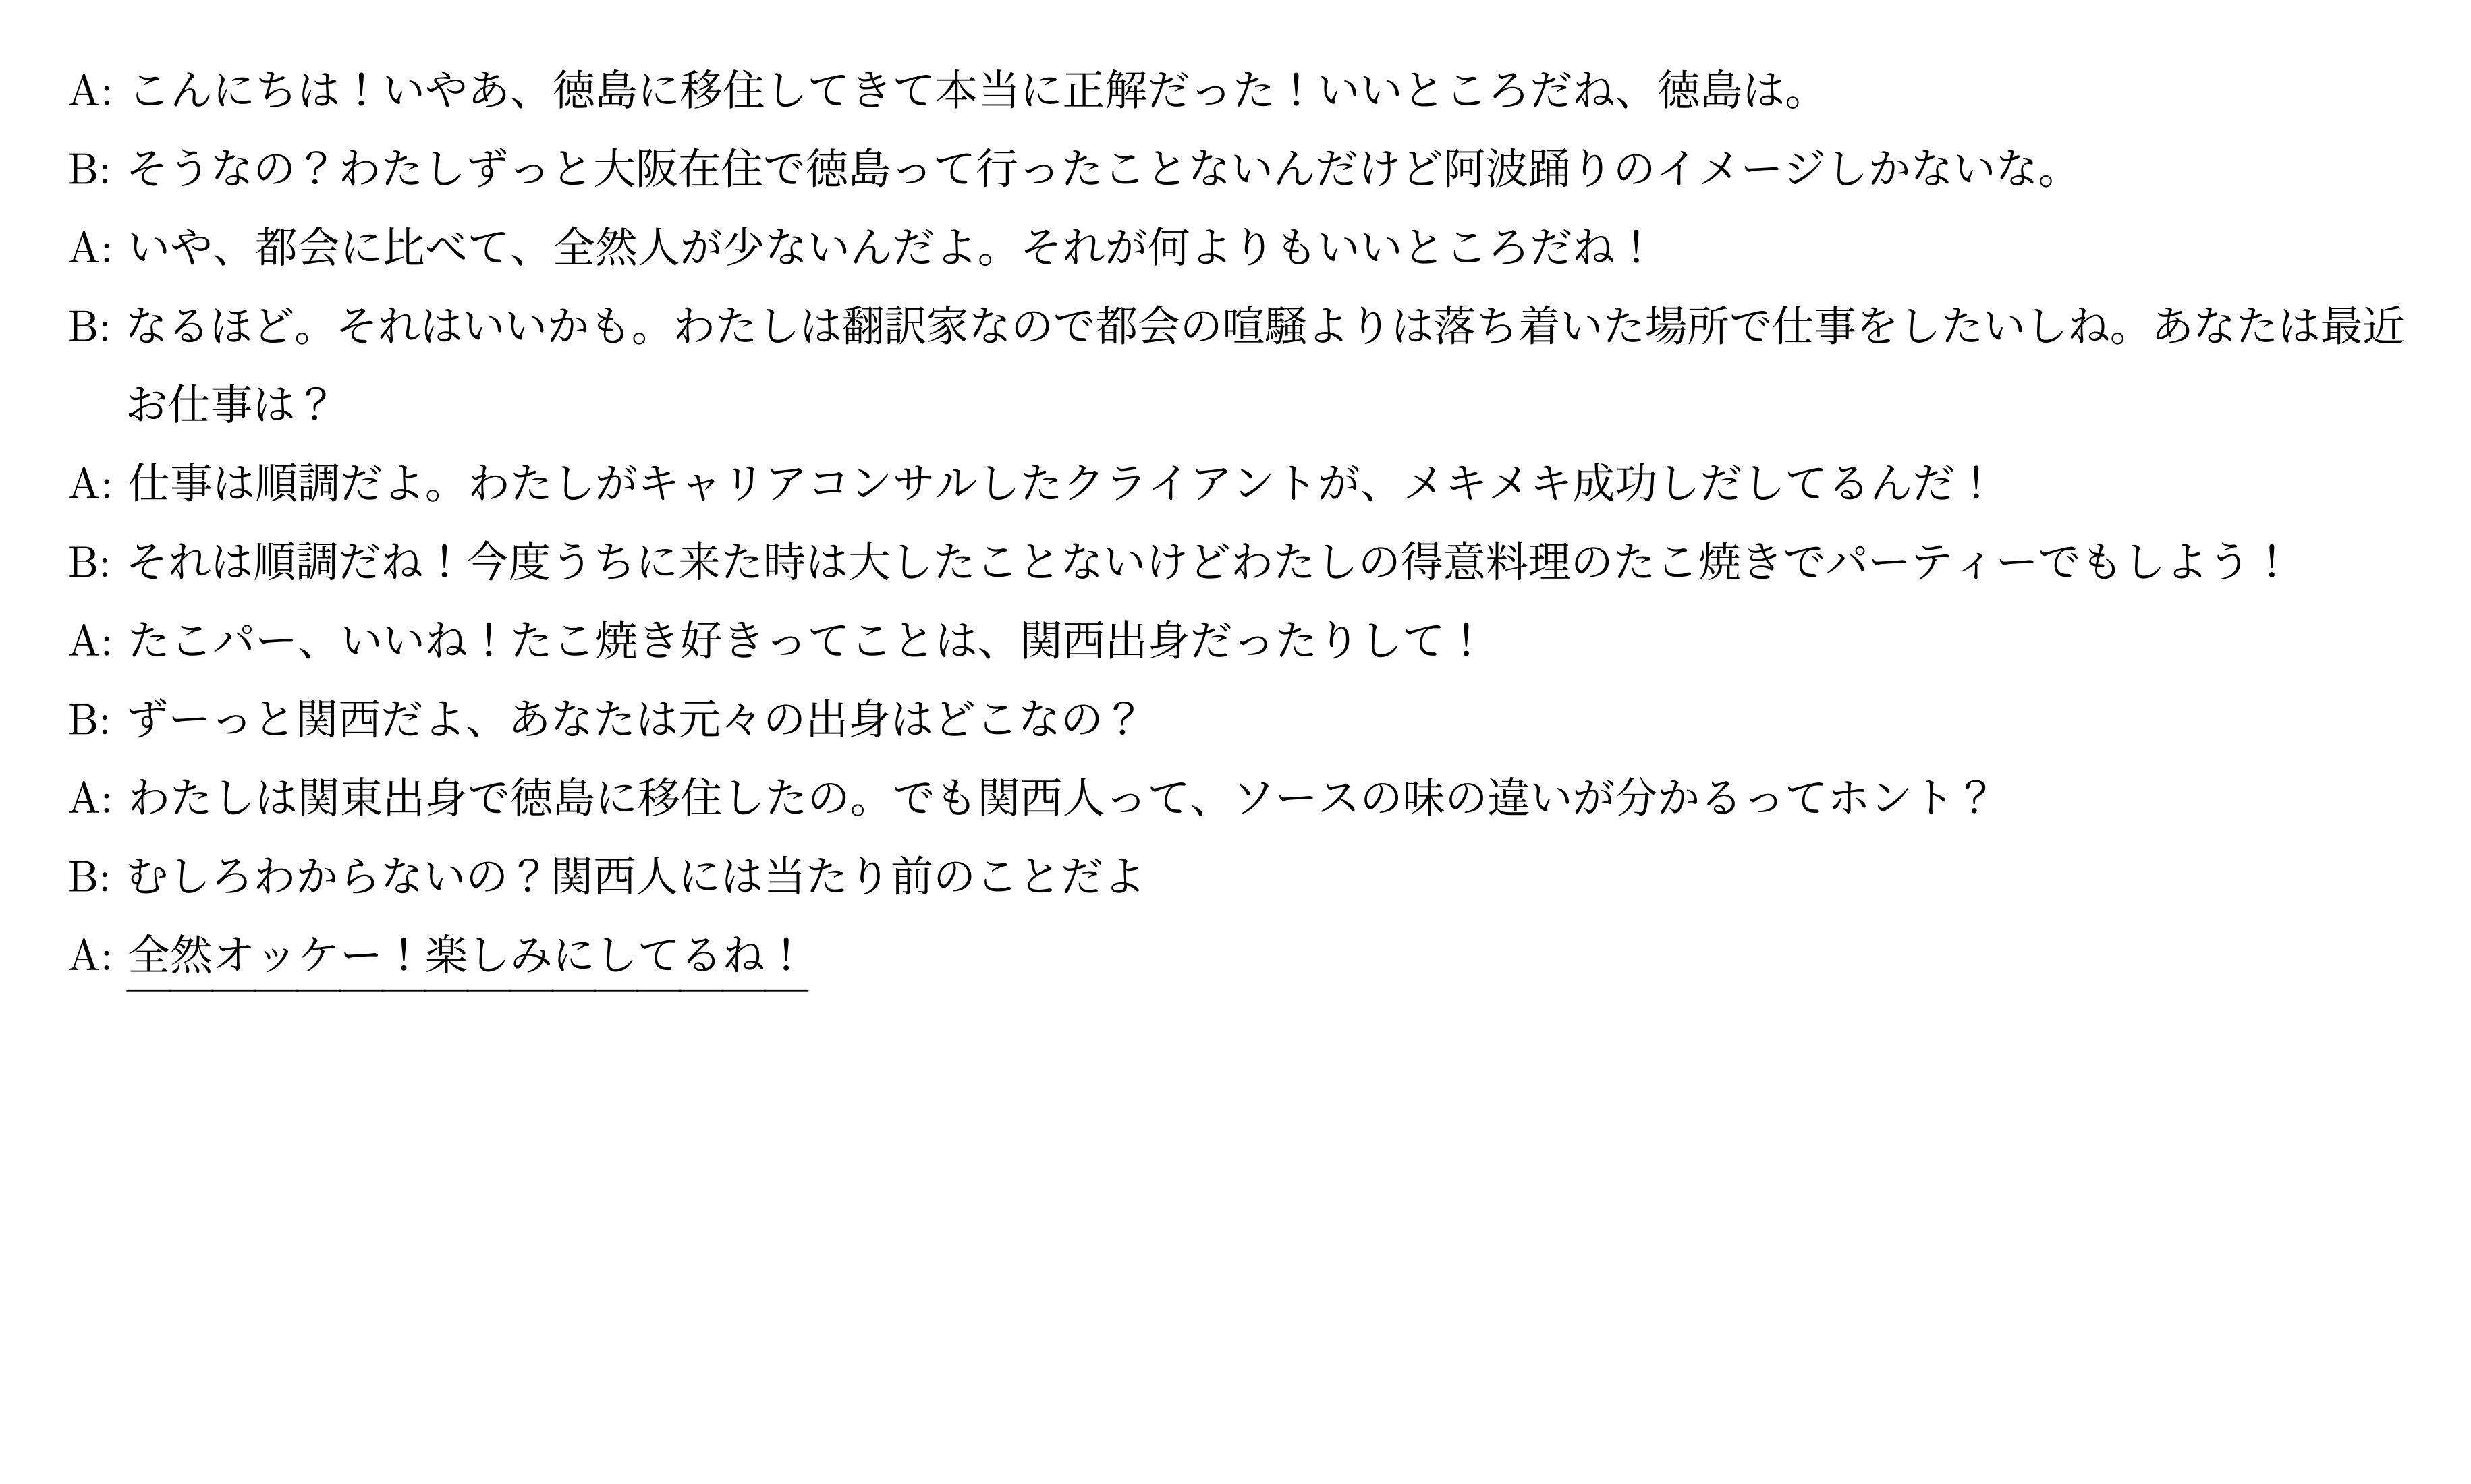 A: こんにちは！いやあ、徳島に移住してきて本当に正解だった！いいところだね、徳島は。
B: そうなの？わたしずっと大阪在住で徳島って行ったことないんだけど阿波踊りのイメージしかないな。
A: いや、都会に比べて、全然人が少ないんだよ。それが何よりもいいところだね！
B: なるほど。それはいいかも。わたしは翻訳家なので都会の喧騒よりは落ち着いた場所で仕事をしたいしね。あなたは最近
お仕事は？
A: 仕事は順調だよ。わたしがキャリアコンサルしたクライアントが、メキメキ成功しだしてるんだ！
B: それは順調だね！今度うちに来た時は大したことないけどわたしの得意料理のたこ焼きでパーティーでもしよう！
A: たこパー、いいね！たこ焼き好きってことは、関西出身だったりして！
B: ずーっと関西だよ、あなたは元々の出身はどこなの？
A: わたしは関東出身で徳島に移住したの。でも関西人って、ソースの味の違いが分かるってホント？
B: むしろわからないの？関西人には当たり前のことだよ
A: 全然オッケー！楽しみにしてるね！